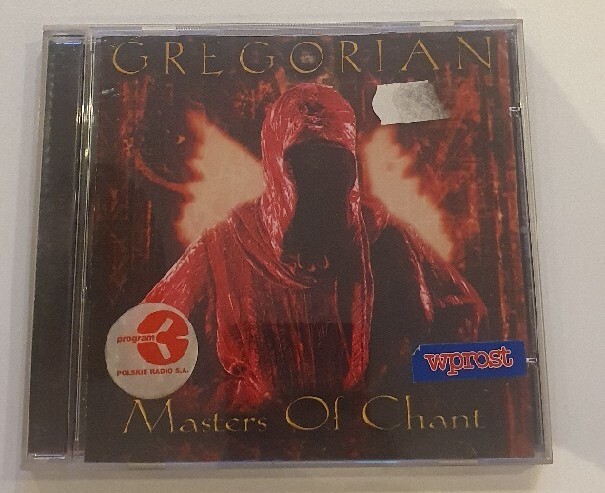 GREGORIAN
program 3
POLSKIE RADIO S.A.
wprost
Masters Of Chant